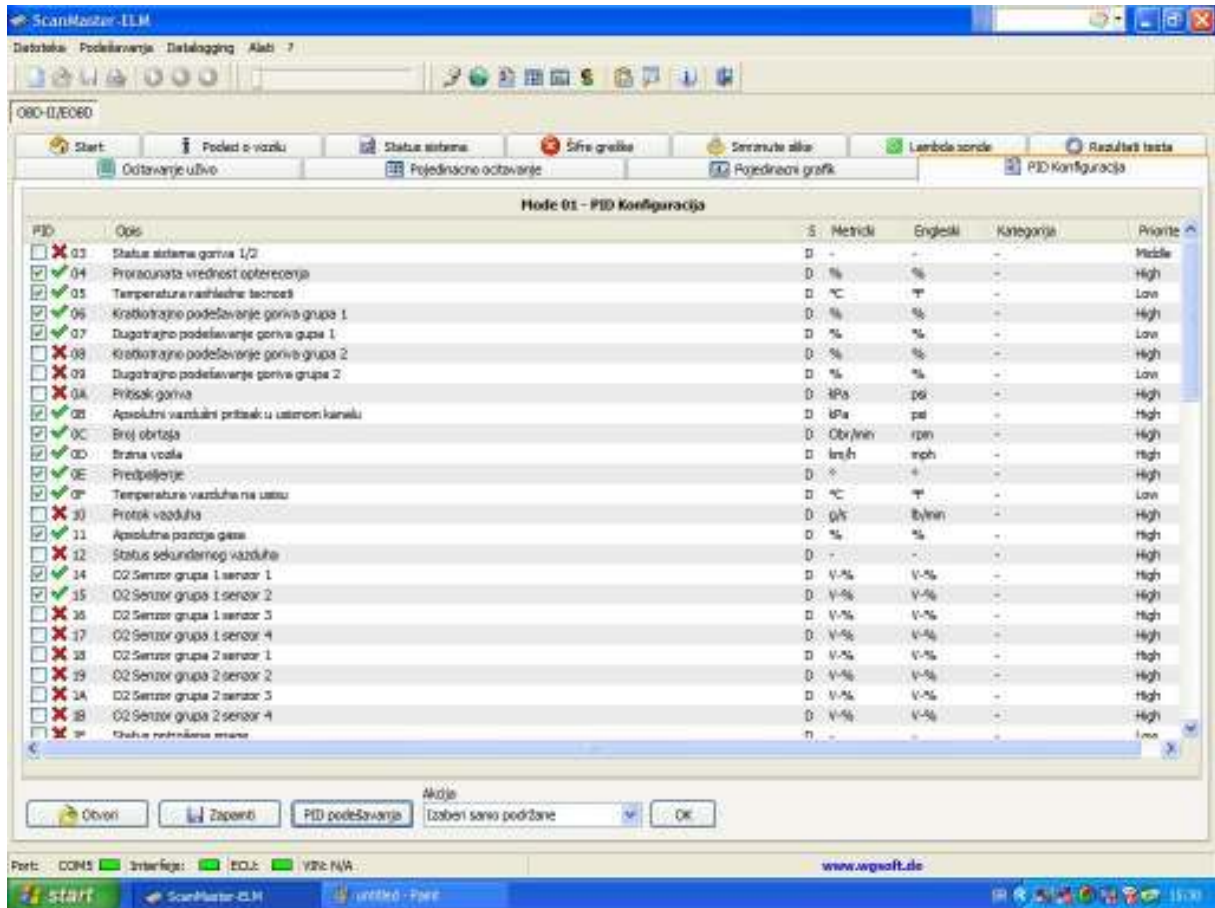 ScanMaster-ELM
Datoteka Podešavanja Datalogging Alati ?
OBD-II/EOBD
Start Podaci o vozilu Status sistema Šifre greške Smrznute slike Lambda sonde Rezultati testa
Ocitavanje uživo Pojedinacno ocitavanje Pojedinacni grafik PID Konfiguracija
Mode 01 - PID Konfiguracija
PID Opis S Metricki Engleski Kategorija Priorite
03 Status sistema goriva 1/2 D - - - Middle
04 Proracunata vrednost opterecenja D % % - High
05 Temperatura rashladne tecnosti D °C °F - Low
06 Kratkotrajno podešavanje goriva grupa 1 D % % - High
07 Dugotrajno podešavanje goriva gupa 1 D % % - Low
08 Kratkotrajno podešavanje goriva grupa 2 D % % - High
09 Dugotrajno podešavanje goriva grupa 2 D % % - Low
0A Pritisak goriva D kPa psi - High
0B Apsolutni vazdušni pritisak u usisnom kanalu D kPa psi - High
0C Broj obrtaja D Obr/min rpm - High
0D Brzina vozila D km/h mph - High
0E Predpaljenje D ° ° - High
0F Temperatura vazduha na usisu D °C °F - Low
10 Protok vazduha D g/s lb/min - High
11 Apsolutna pozicija gasa D % % - High
12 Status sekundarnog vazduha D - - - High
14 O2 Senzor grupa 1 senzor 1 D V-% V-% - High
15 O2 Senzor grupa 1 senzor 2 D V-% V-% - High
16 O2 Senzor grupa 1 senzor 3 D V-% V-% - High
17 O2 Senzor grupa 1 senzor 4 D V-% V-% - High
18 O2 Senzor grupa 2 senzor 1 D V-% V-% - High
19 O2 Senzor grupa 2 senzor 2 D V-% V-% - High
1A O2 Senzor grupa 2 senzor 3 D V-% V-% - High
1B O2 Senzor grupa 2 senzor 4 D V-% V-% - High
Status D - - - Low
Akcija
Otvori Zapamti PID podešavanja Izaberi samo podržane OK
Port: COM5 Interfejs: ECU: VIN: N/A www.wgsoft.de
start ScanMaster-ELM untitled - Paint SR 15:30